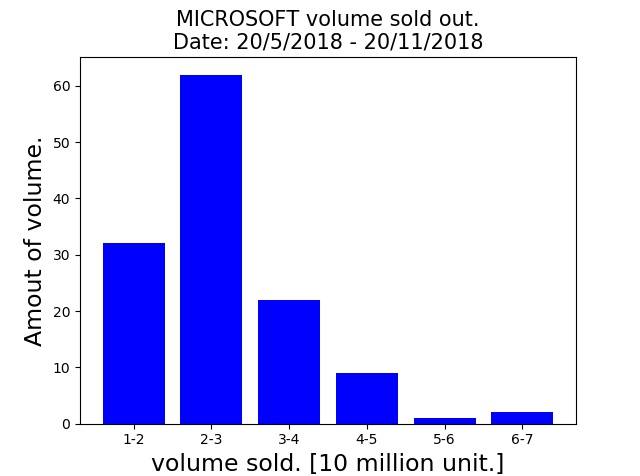 MICROSOFT volume sold out.
Date: 20/5/2018 - 20/11/2018
Amout of volume.
60
50
40
30
20
10
0
1-2 2-3 3-4 4-5 5-6 6-7
volume sold. [10 million unit.]